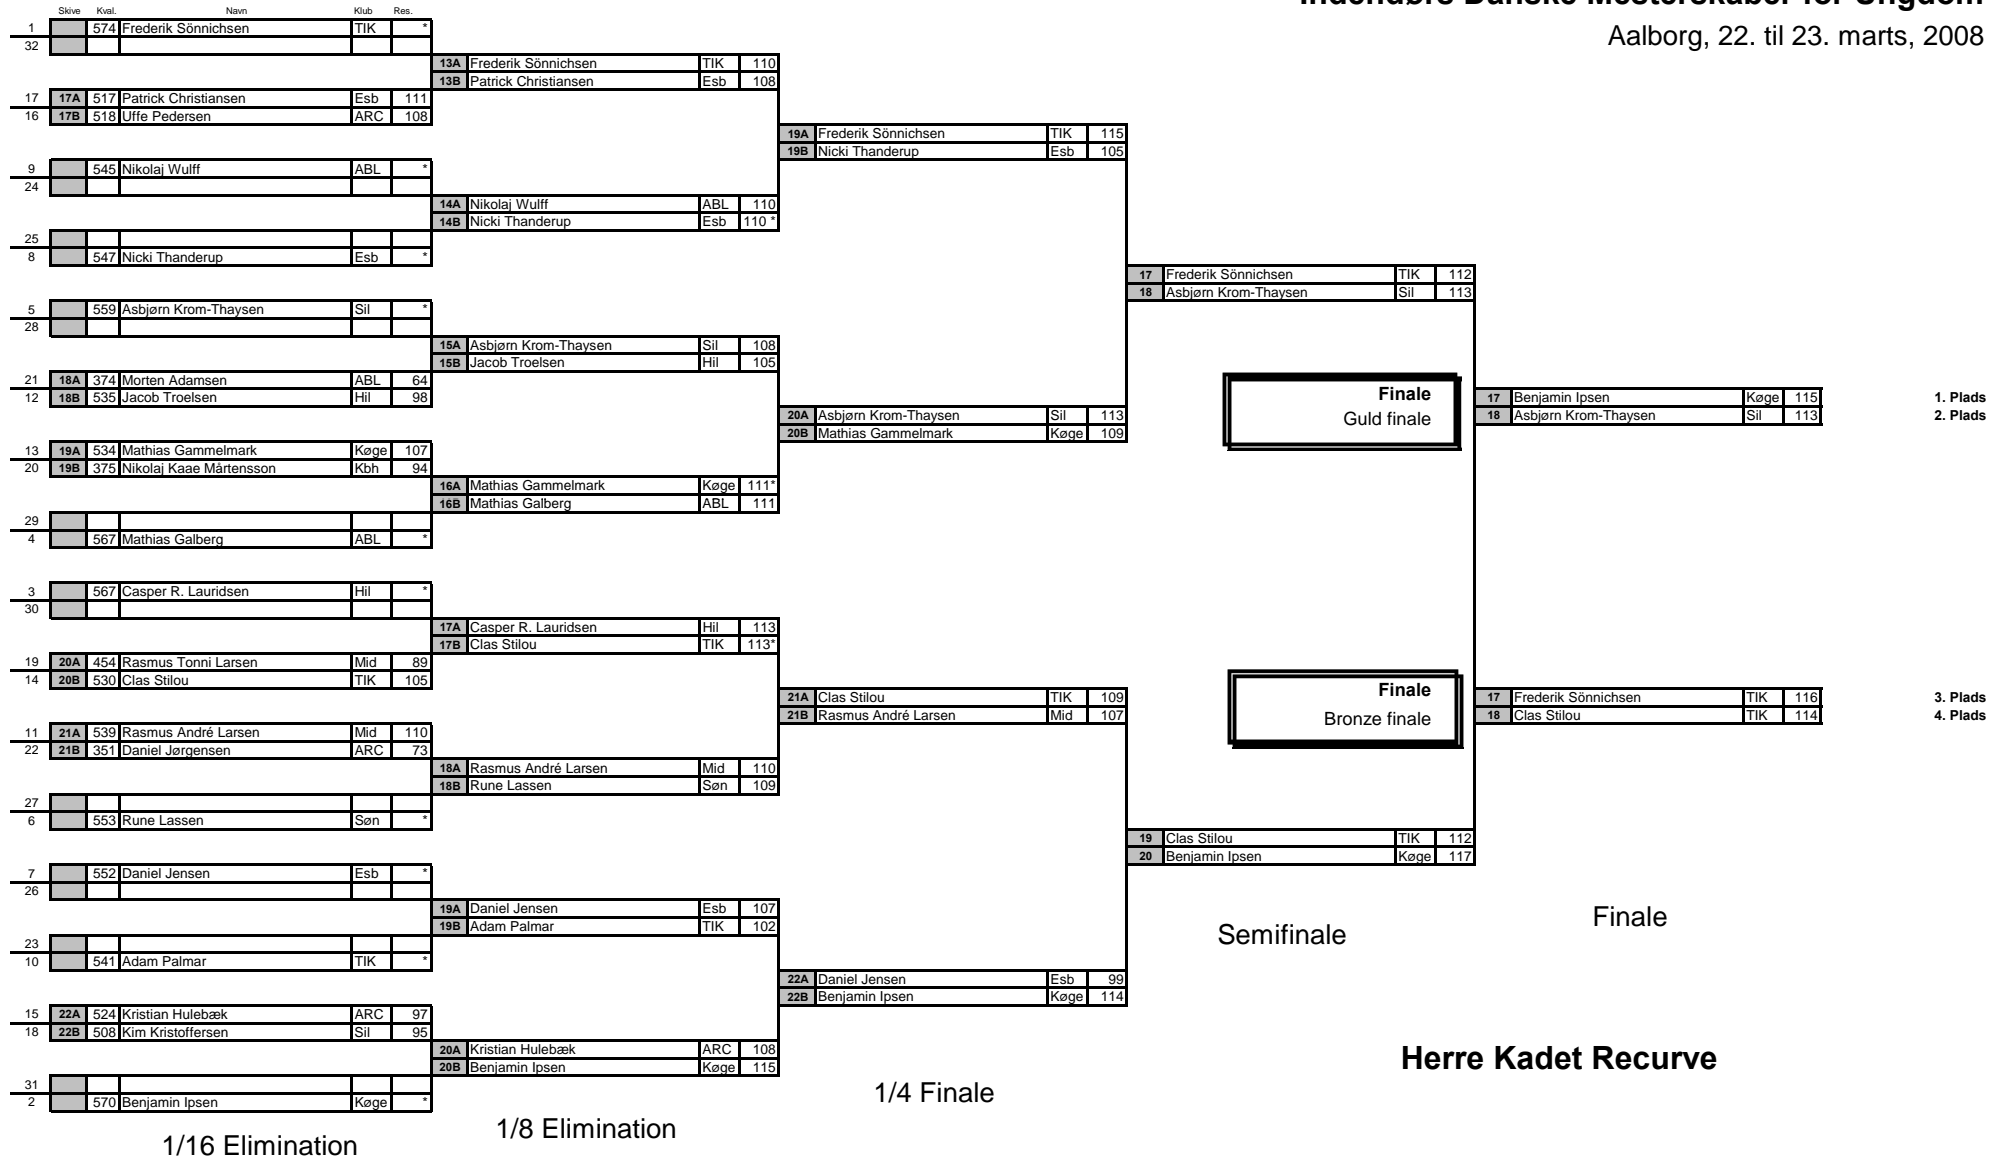 Indendørs Danske Mesterskaber for Ungdom
Aalborg, 22. til 23. marts, 2008
Skive Kval. Navn Klub Res.
1 574 Frederik Sönnichsen TIK *
32
13A Frederik Sönnichsen TIK 110
13B Patrick Christiansen Esb 108
17 17A 517 Patrick Christiansen Esb 111
16 17B 518 Uffe Pedersen ARC 108
19A Frederik Sönnichsen TIK 115
19B Nicki Thanderup Esb 105
9 545 Nikolaj Wulff ABL *
24
14A Nikolaj Wulff ABL 110
14B Nicki Thanderup Esb 110 *
25
8 547 Nicki Thanderup Esb *
17 Frederik Sönnichsen TIK 112
18 Asbjørn Krom-Thaysen Sil 113
5 559 Asbjørn Krom-Thaysen Sil *
28
15A Asbjørn Krom-Thaysen Sil 108
15B Jacob Troelsen Hil 105
21 18A 374 Morten Adamsen ABL 64
12 18B 535 Jacob Troelsen Hil 98
Finale
Guld finale
17 Benjamin Ipsen Køge 115 1. Plads
18 Asbjørn Krom-Thaysen Sil 113 2. Plads
20A Asbjørn Krom-Thaysen Sil 113
20B Mathias Gammelmark Køge 109
13 19A 534 Mathias Gammelmark Køge 107
20 19B 375 Nikolaj Kaae Mårtensson Kbh 94
16A Mathias Gammelmark Køge 111*
16B Mathias Galberg ABL 111
29
4 567 Mathias Galberg ABL *
3 567 Casper R. Lauridsen Hil *
30
17A Casper R. Lauridsen Hil 113
17B Clas Stilou TIK 113*
19 20A 454 Rasmus Tonni Larsen Mid 89
14 20B 530 Clas Stilou TIK 105
21A Clas Stilou TIK 109
21B Rasmus André Larsen Mid 107
Finale
Bronze finale
17 Frederik Sönnichsen TIK 116 3. Plads
18 Clas Stilou TIK 114 4. Plads
11 21A 539 Rasmus André Larsen Mid 110
22 21B 351 Daniel Jørgensen ARC 73
18A Rasmus André Larsen Mid 110
18B Rune Lassen Søn 109
27
6 553 Rune Lassen Søn *
19 Clas Stilou TIK 112
20 Benjamin Ipsen Køge 117
7 552 Daniel Jensen Esb *
26
19A Daniel Jensen Esb 107
19B Adam Palmar TIK 102
Semifinale
Finale
23
10 541 Adam Palmar TIK *
22A Daniel Jensen Esb 99
22B Benjamin Ipsen Køge 114
15 22A 524 Kristian Hulebæk ARC 97
18 22B 508 Kim Kristoffersen Sil 95
20A Kristian Hulebæk ARC 108
20B Benjamin Ipsen Køge 115
Herre Kadet Recurve
31
2 570 Benjamin Ipsen Køge *
1/4 Finale
1/8 Elimination
1/16 Elimination